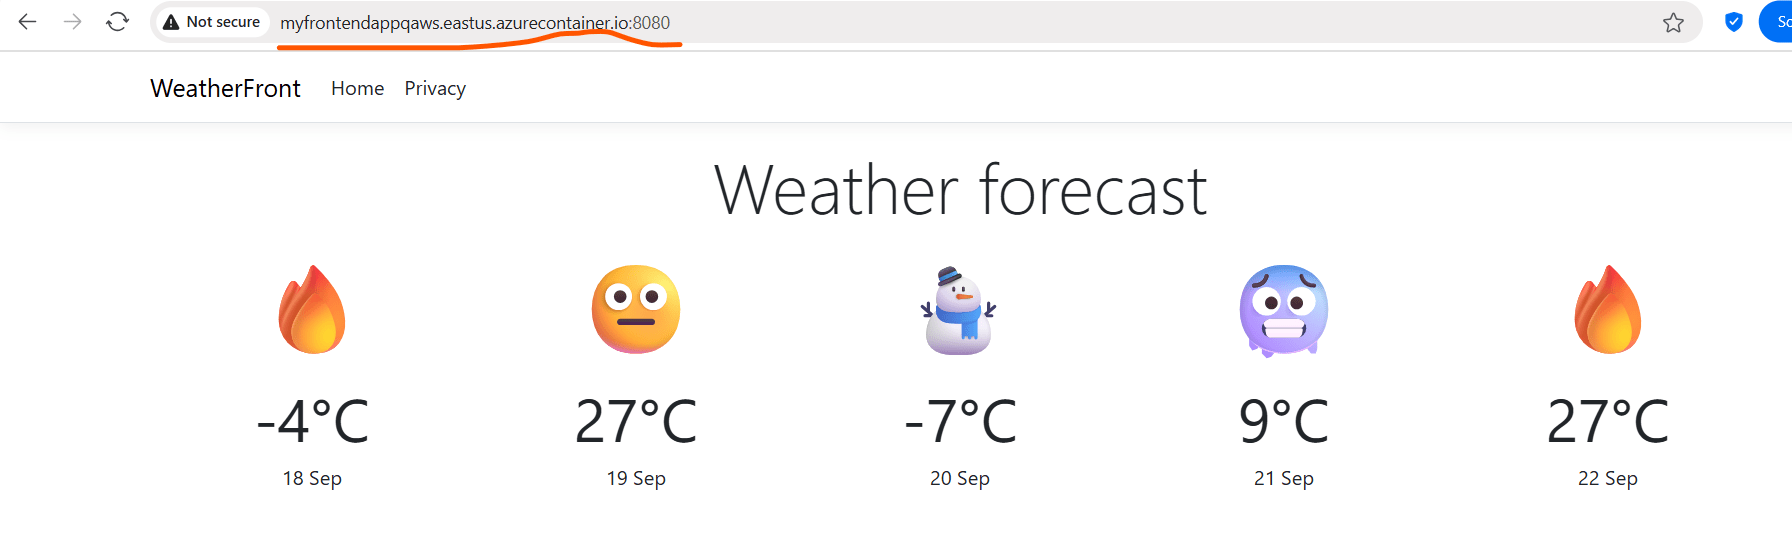 Not secure myfrontendappqaws.eastus.azurecontainer.io:8080
WeatherFront Home Privacy
Weather forecast
-4°C 27°C -7°C 9°C 27°C
18 Sep 19 Sep 20 Sep 21 Sep 22 Sep